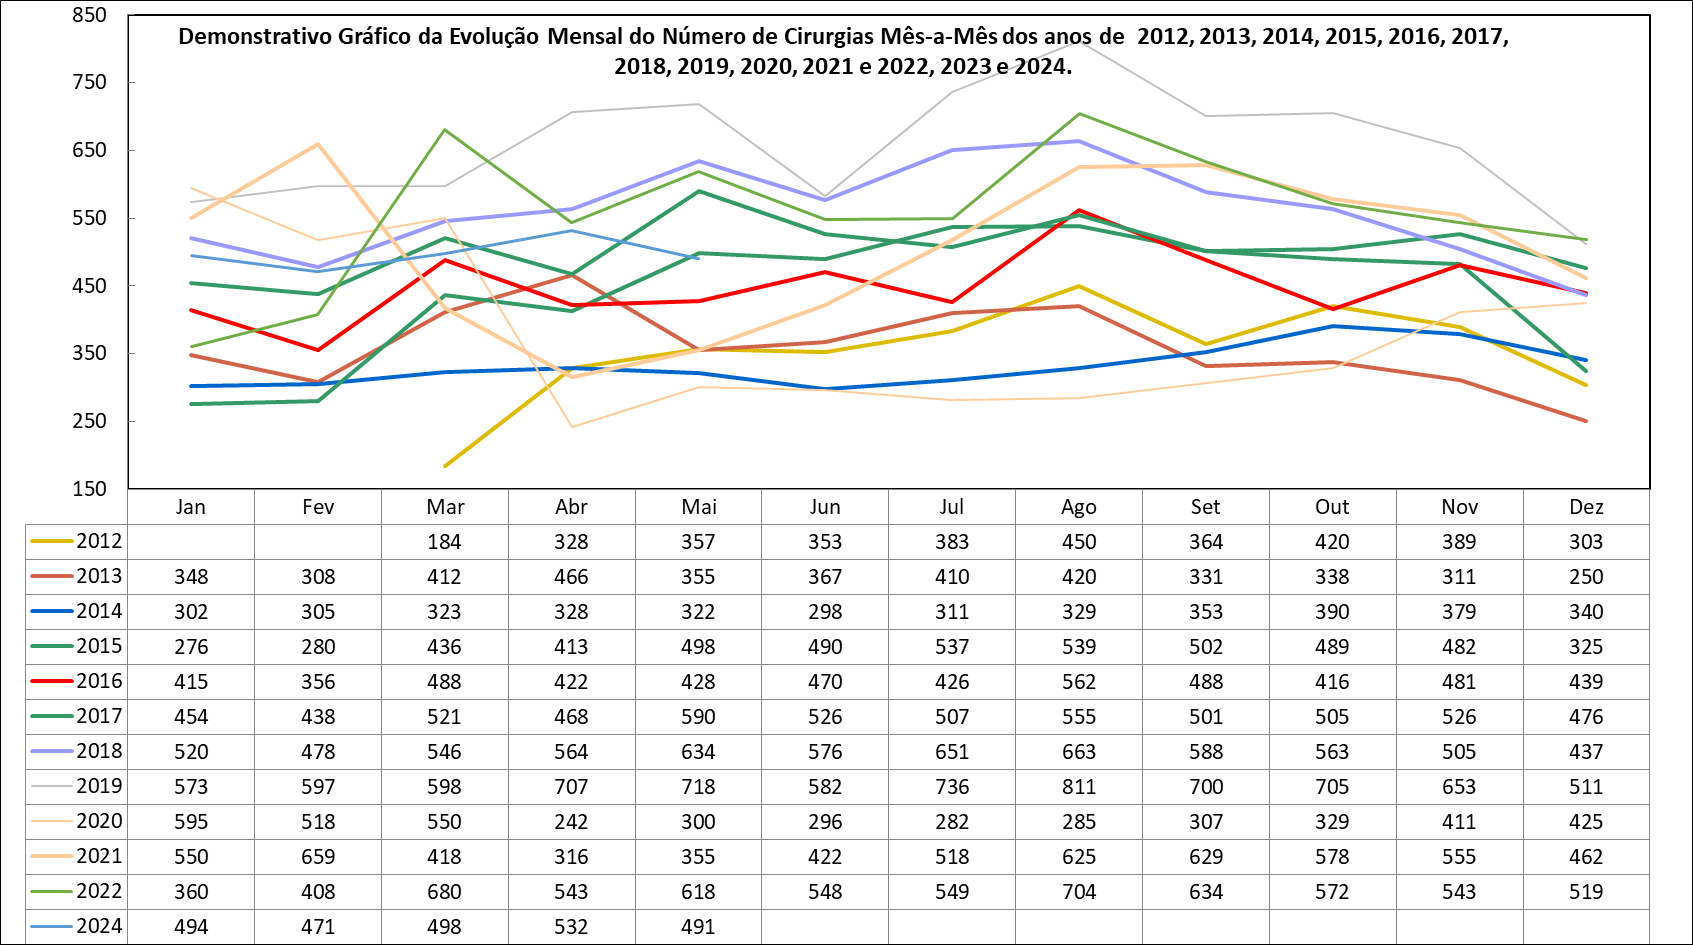 850
Demonstrativo Gráfico da Evolução Mensal do Número de Cirurgias Mês-a-Mês dos anos de 2012, 2013, 2014, 2015, 2016, 2017,
2018, 2019, 2020, 2021 e 2022, 2023 e 2024.
750
650
550
450
350
250
150
Jan Fev Mar Abr Mai Jun Jul Ago Set Out Nov Dez
2012 184 328 357 353 383 450 364 420 389 303
2013 348 308 412 466 355 367 410 420 331 338 311 250
2014 302 305 323 328 322 298 311 329 353 390 379 340
2015 276 280 436 413 498 490 537 539 502 489 482 325
2016 415 356 488 422 428 470 426 562 488 416 481 439
2017 454 438 521 468 590 526 507 555 501 505 526 476
2018 520 478 546 564 634 576 651 663 588 563 505 437
2019 573 597 598 707 718 582 736 811 700 705 653 511
2020 595 518 550 242 300 296 282 285 307 329 411 425
2021 550 659 418 316 355 422 518 625 629 578 555 462
2022 360 408 680 543 618 548 549 704 634 572 543 519
2024 494 471 498 532 491